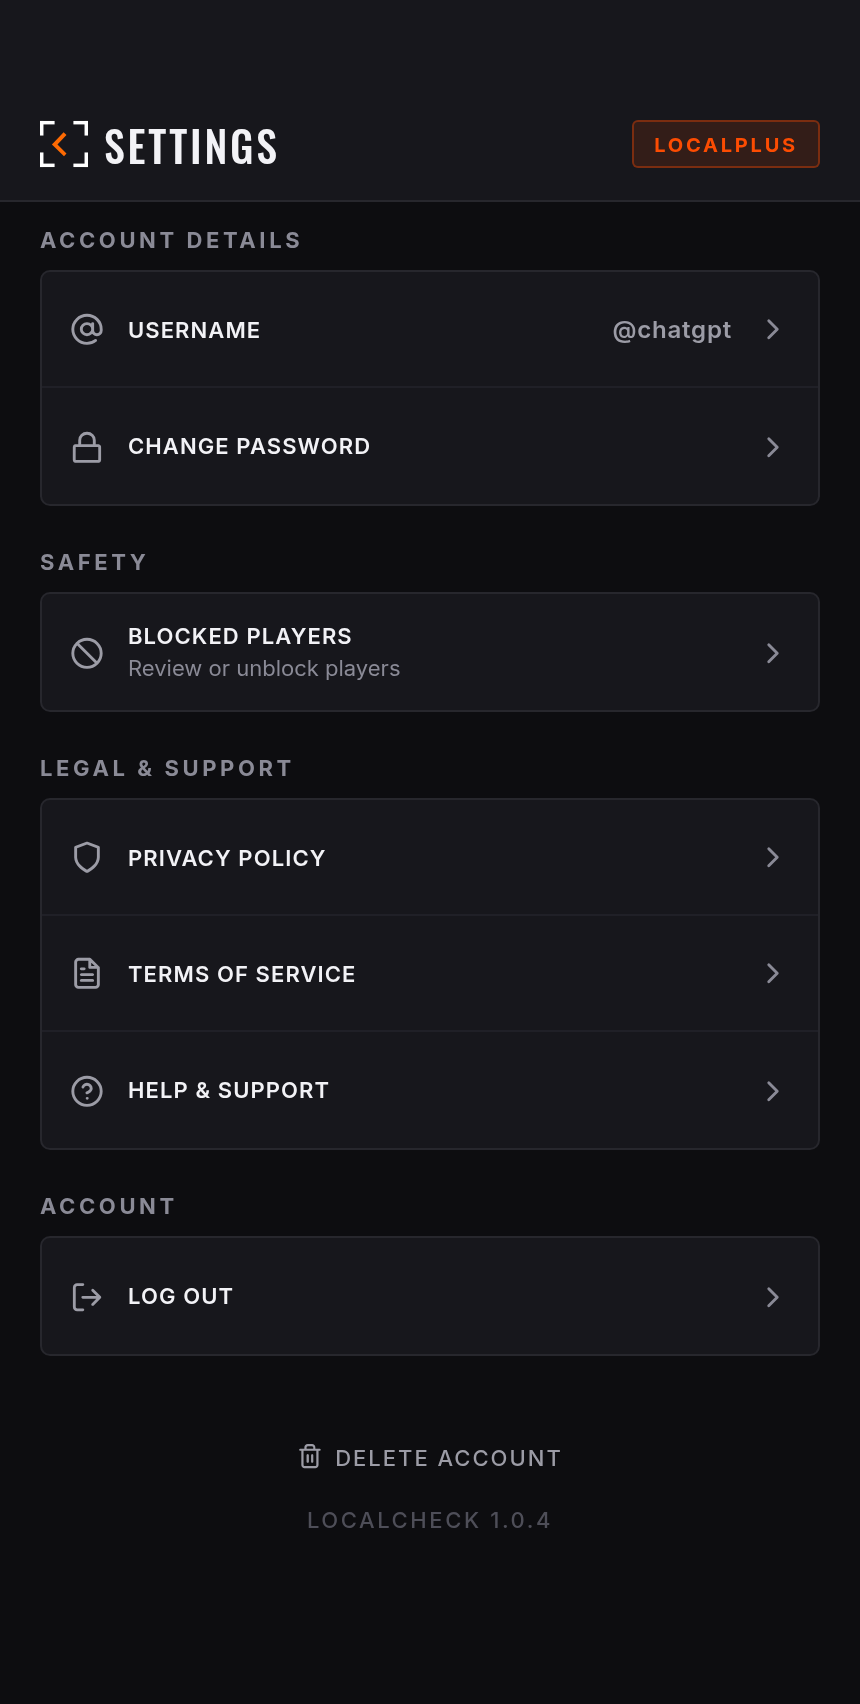 SETTINGS
LOCALPLUS
ACCOUNT DETAILS
USERNAME
@chatgpt
CHANGE PASSWORD
SAFETY
BLOCKED PLAYERS
Review or unblock players
LEGAL & SUPPORT
PRIVACY POLICY
TERMS OF SERVICE
HELP & SUPPORT
ACCOUNT
LOG OUT
DELETE ACCOUNT
LOCALCHECK 1.0.4